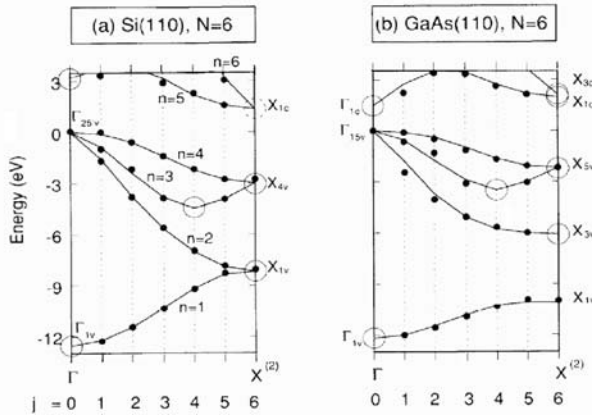 (a) Si(110), N=6
3
0
-3
-6
-9
-12
Energy (eV)
Γ25v
Γ1v
n=6
n=5
n=4
n=3
n=2
n=1
X1c
X4v
X1v
Γ
X(2)
j = 0 1 2 3 4 5 6
(b) GaAs(110), N=6
Γ1c
Γ15v
Γ1v
X3c
X1c
X5v
X3v
X1v
Γ
X(2)
0 1 2 3 4 5 6